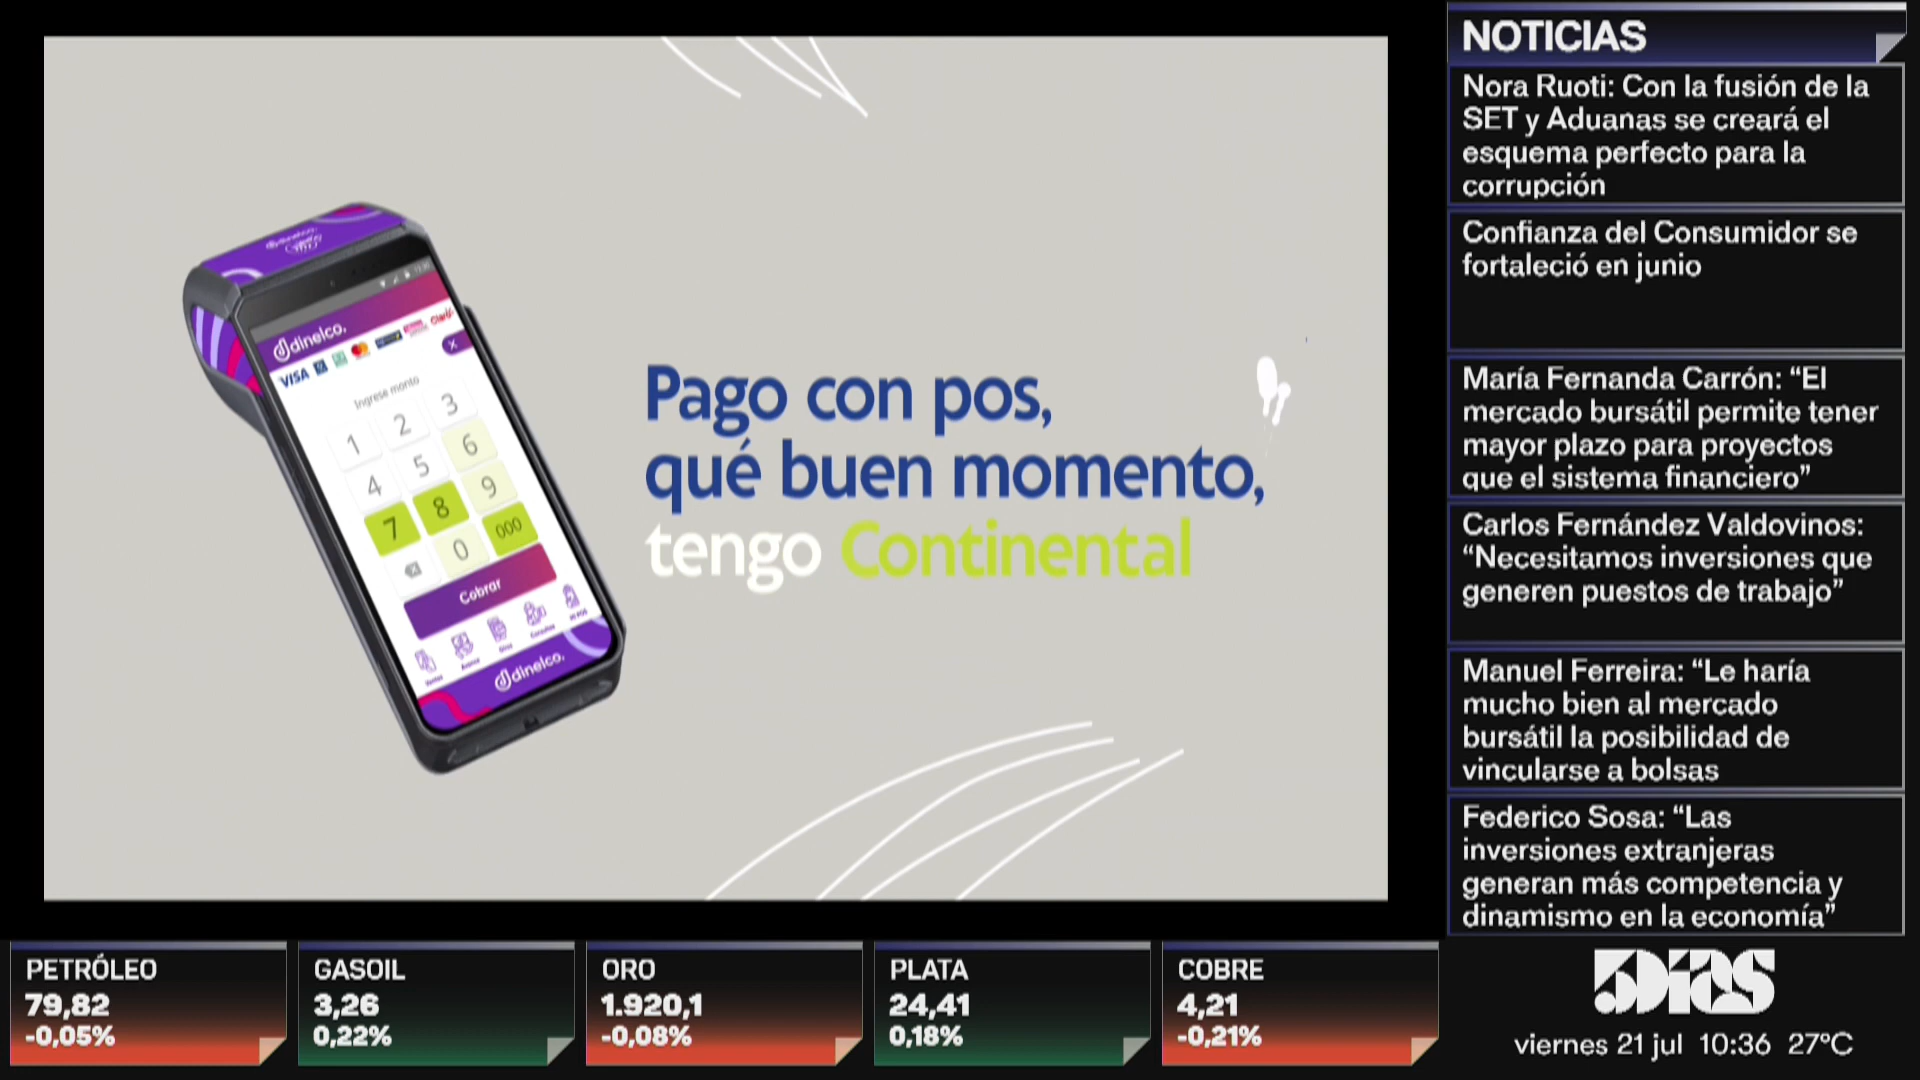 dinelco.
VISA
Claro
X
Ingrese monto
1 2 3
4 5 6
7 8 9
0 000
Cobrar
dinelco.
Pago con pos,
qué buen momento,
tengo Continental
NOTICIAS
Nora Ruoti: Con la fusión de la
SET y Aduanas se creará el
esquema perfecto para la
corrupción
Confianza del Consumidor se
fortaleció en junio
María Fernanda Carrón: “El
mercado bursátil permite tener
mayor plazo para proyectos
que el sistema financiero”
Carlos Fernández Valdovinos:
“Necesitamos inversiones que
generen puestos de trabajo”
Manuel Ferreira: “Le haría
mucho bien al mercado
bursátil la posibilidad de
vincularse a bolsas
Federico Sosa: “Las
inversiones extranjeras
generan más competencia y
dinamismo en la economía”
PETRÓLEO
79,82
-0,05%
GASOIL
3,26
0,22%
ORO
1.920,1
-0,08%
PLATA
24,41
0,18%
COBRE
4,21
-0,21%
5DÍAS
viernes 21 jul 10:36 27°C